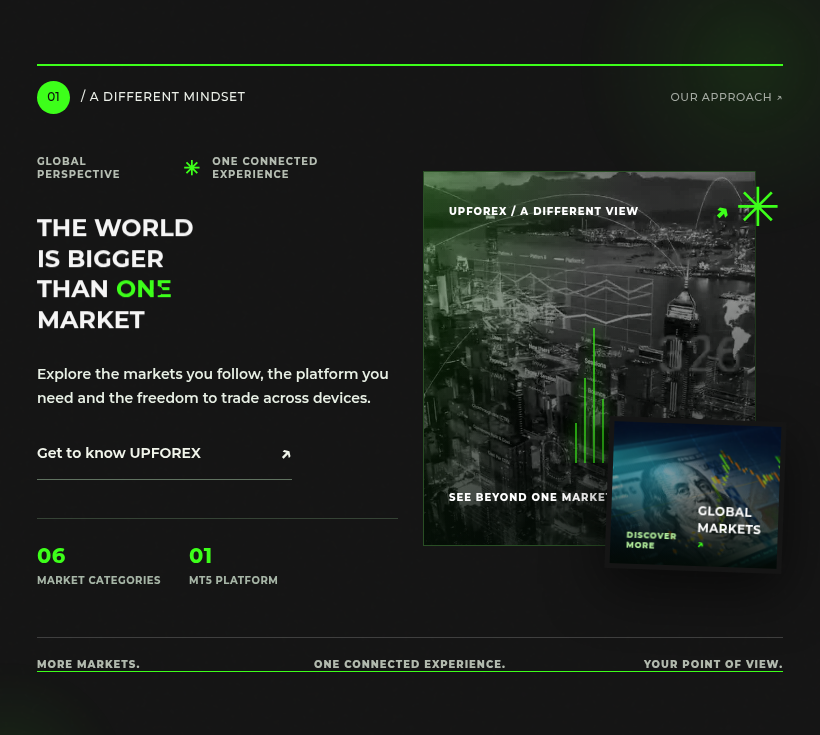 01
/ A DIFFERENT MINDSET
OUR APPROACH ↗
GLOBAL
PERSPECTIVE
ONE CONNECTED
EXPERIENCE
THE WORLD
IS BIGGER
THAN ONE
MARKET
Explore the markets you follow, the platform you
need and the freedom to trade across devices.
Get to know UPFOREX ↗
06
MARKET CATEGORIES
01
MT5 PLATFORM
UPFOREX / A DIFFERENT VIEW
SEE BEYOND ONE
GLOBAL
MARKETS
DISCOVER
MORE ↗
MORE MARKETS.
ONE CONNECTED EXPERIENCE.
YOUR POINT OF VIEW.